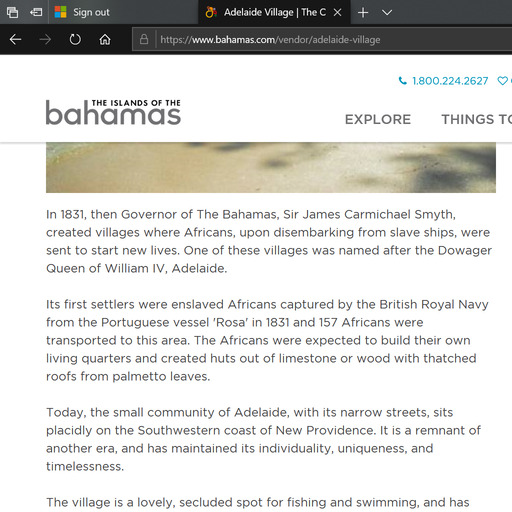 Sign out
Adelaide Village | The C
https://www.bahamas.com/vendor/adelaide-village
1.800.224.2627
THE ISLANDS OF THE
bahamas
EXPLORE THINGS TO
In 1831, then Governor of The Bahamas, Sir James Carmichael Smyth,
created villages where Africans, upon disembarking from slave ships, were
sent to start new lives. One of these villages was named after the Dowager
Queen of William IV, Adelaide.
Its first settlers were enslaved Africans captured by the British Royal Navy
from the Portuguese vessel 'Rosa' in 1831 and 157 Africans were
transported to this area. The Africans were expected to build their own
living quarters and created huts out of limestone or wood with thatched
roofs from palmetto leaves.
Today, the small community of Adelaide, with its narrow streets, sits
placidly on the Southwestern coast of New Providence. It is a remnant of
another era, and has maintained its individuality, uniqueness, and
timelessness.
The village is a lovely, secluded spot for fishing and swimming, and has